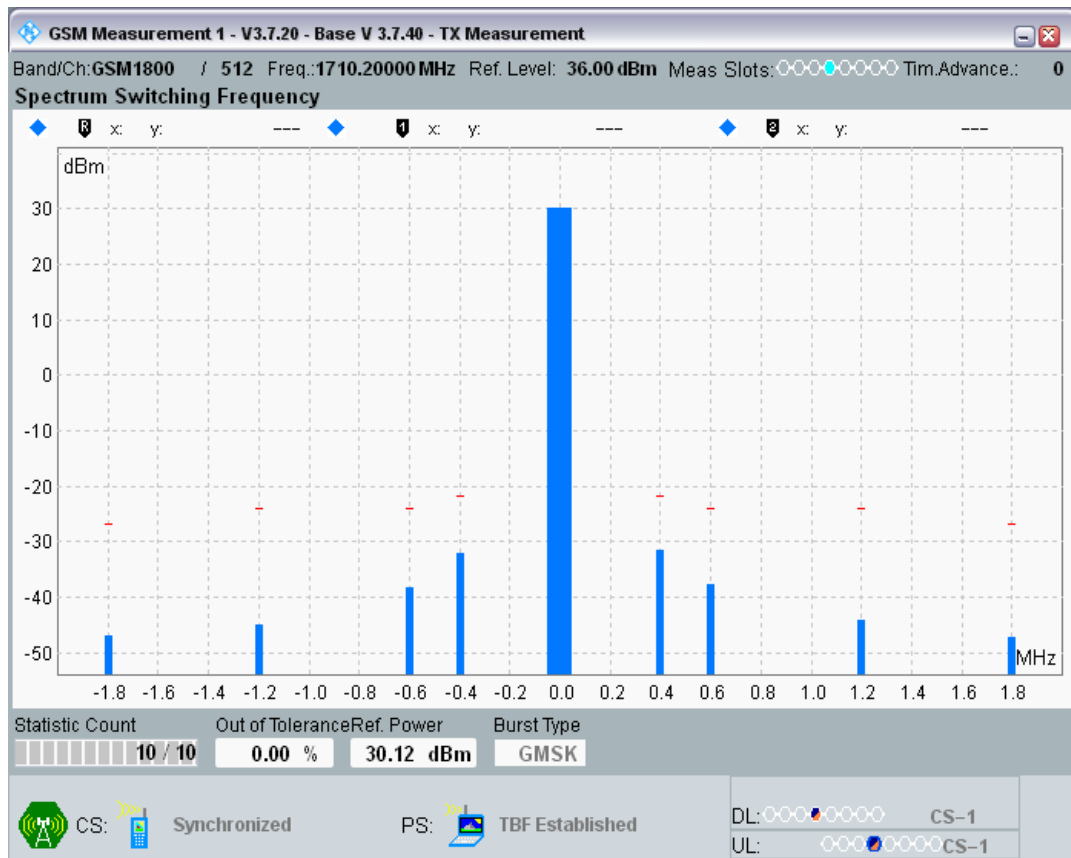 GSM Measurement 1 - V3.7.20 - Base V 3.7.40 - TX Measurement
Band/Ch.:GSM1800 / 512 Freq.:1710.20000 MHz Ref. Level: 36.00 dBm Meas Slots: Tim.Advance.: 0
Spectrum Switching Frequency
R x: y: --- 1 x: y: --- 2 x: y: ---
dBm
30
20
10
0
-10
-20
-30
-40
-50
MHz
-1.8 -1.6 -1.4 -1.2 -1.0 -0.8 -0.6 -0.4 -0.2 0.0 0.2 0.4 0.6 0.8 1.0 1.2 1.4 1.6 1.8
Statistic Count Out of Tolerance Ref. Power Burst Type
10 / 10 0.00 % 30.12 dBm GMSK
CS: Synchronized PS: TBF Established
DL: CS-1
UL: CS-1